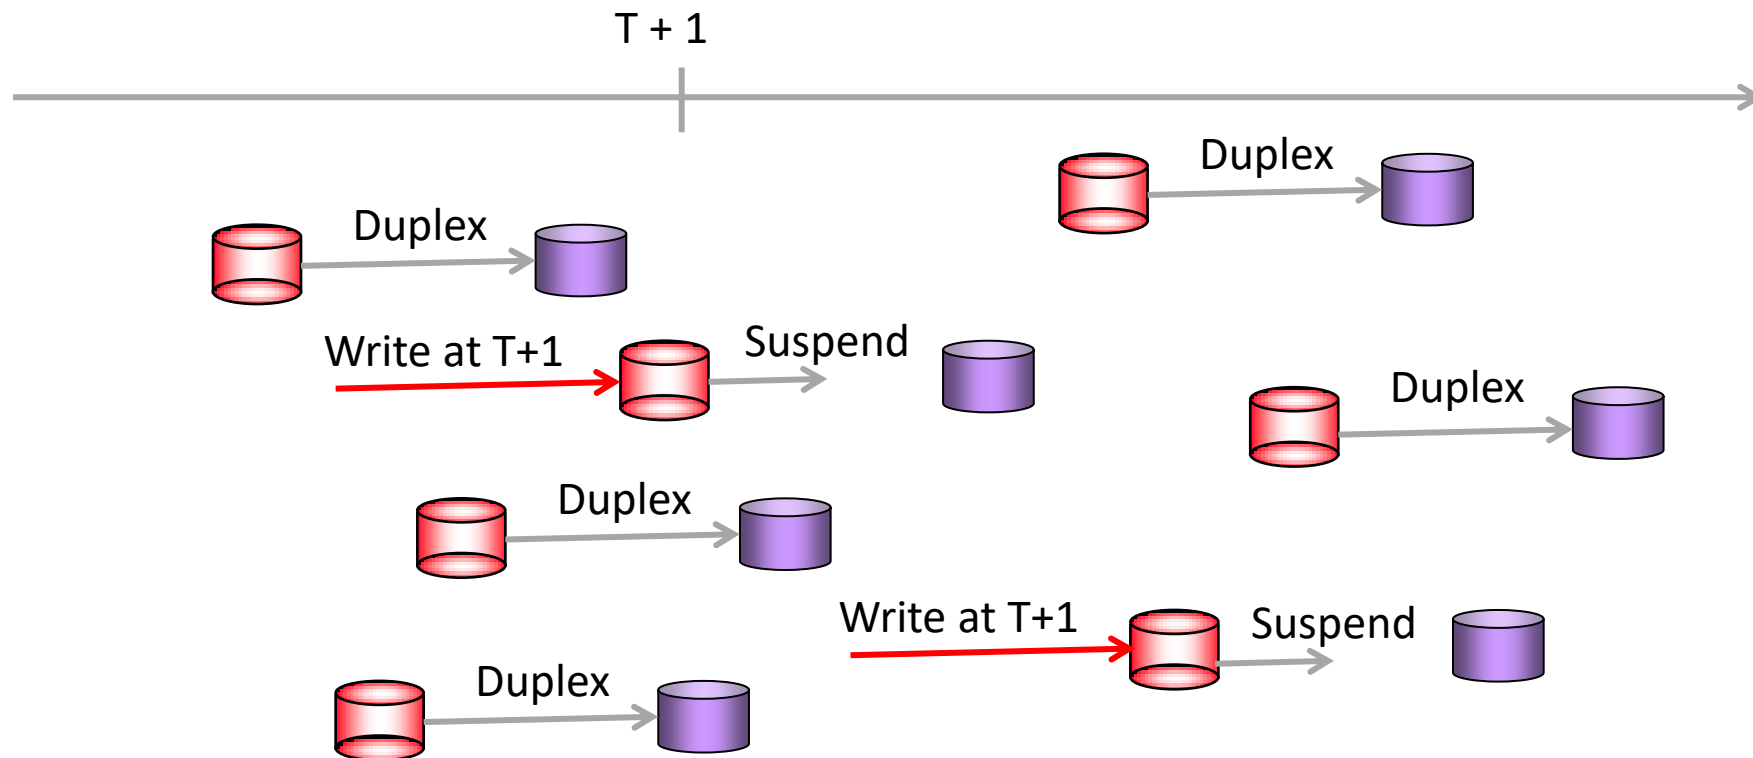 T + 1
Duplex
Duplex
Write at T+1
Suspend
Duplex
Duplex
Write at T+1
Suspend
Duplex